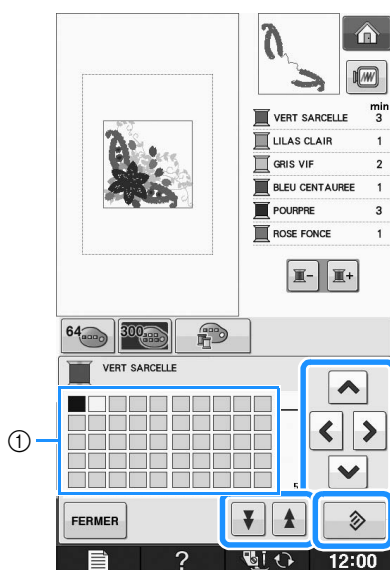 min
VERT SARCELLE 3
LILAS CLAIR 1
GRIS VIF 2
BLEU CENTAUREE 1
POURPRE 3
ROSE FONCE 1
64 300
VERT SARCELLE
①
5
FERMER
? 12:00